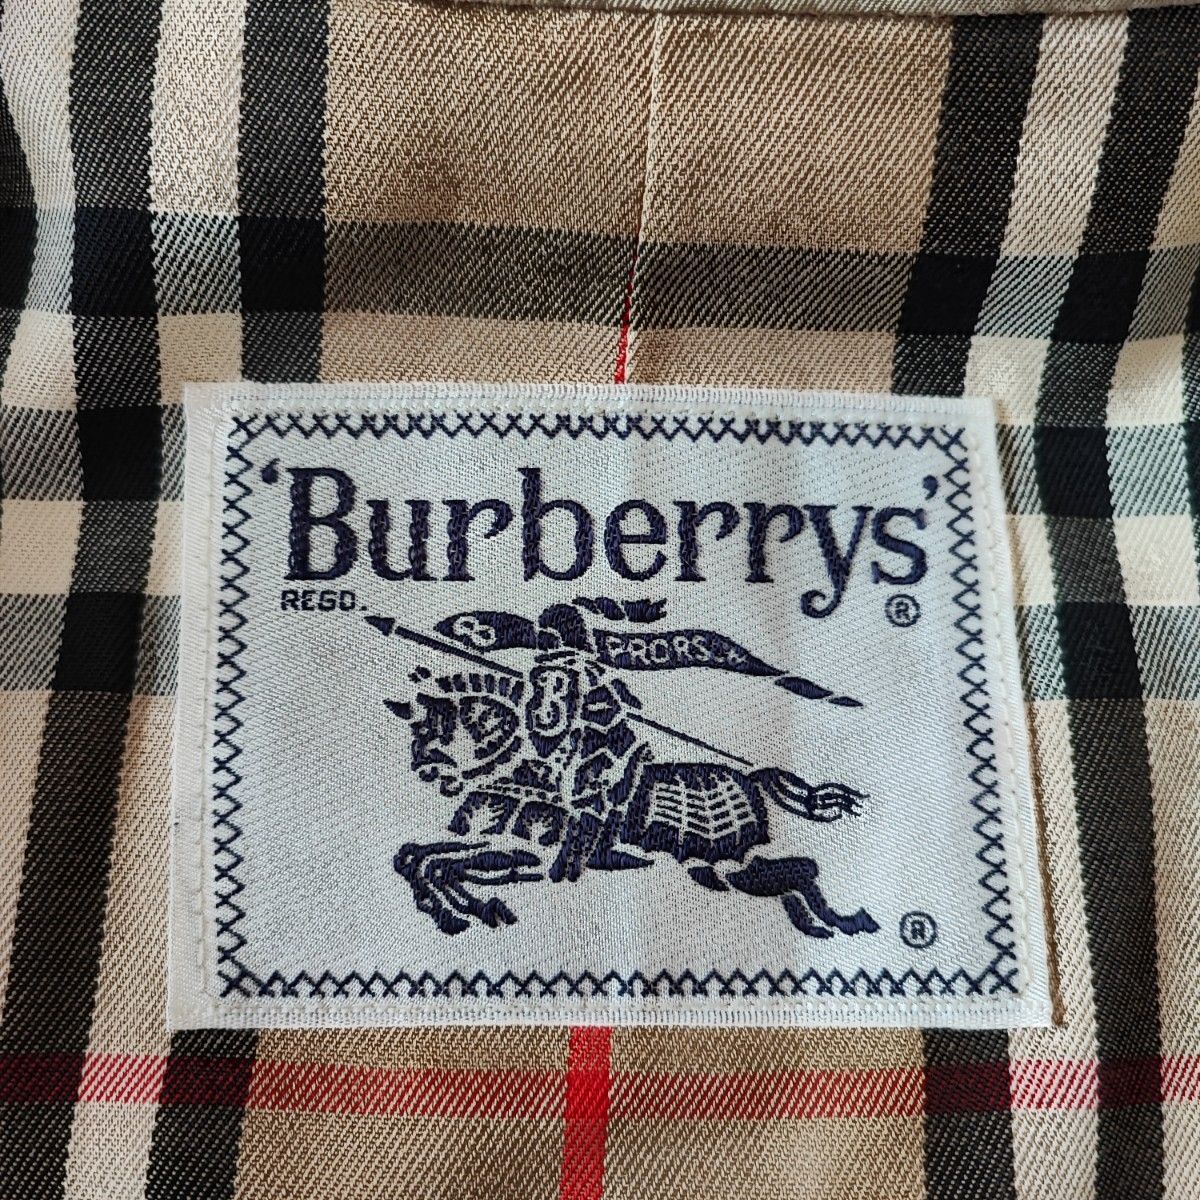 ‘Burberrys’
REGD. ®
PRORSUM
B
®